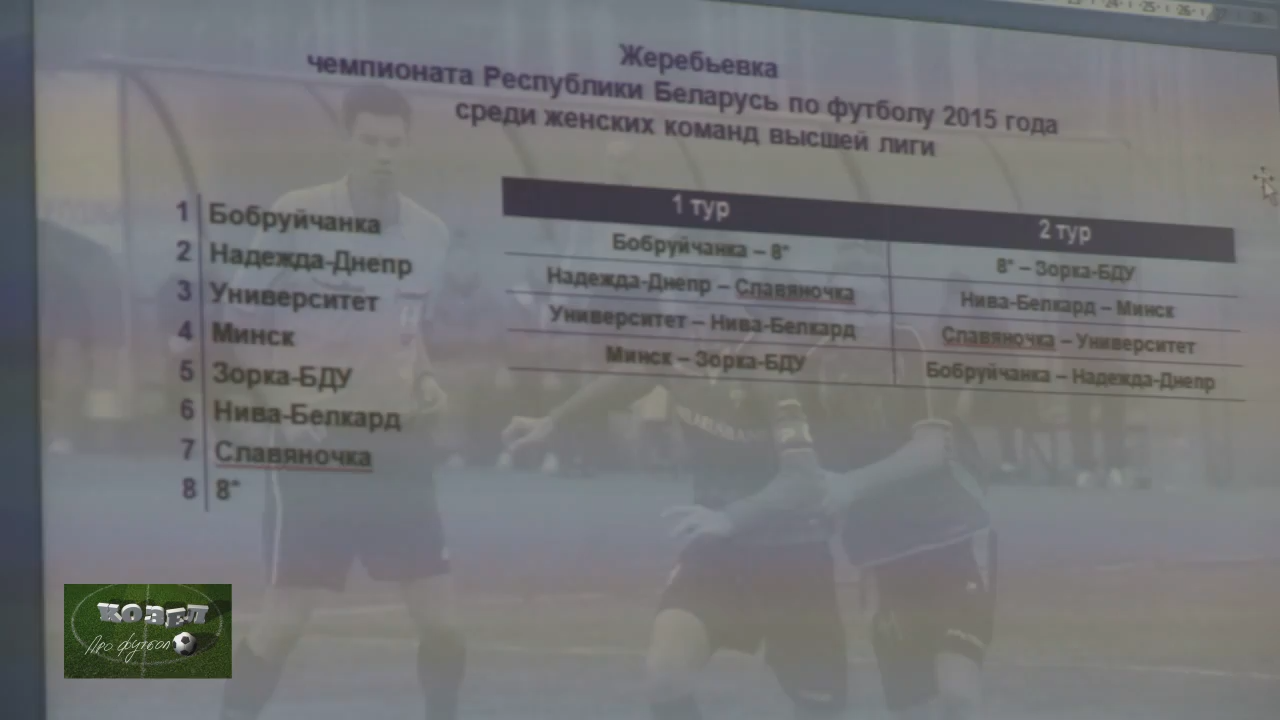 Жеребьевка
чемпионата Республики Беларусь по футболу 2015 года
среди женских команд высшей лиги
1 Бобруйчанка
2 Надежда-Днепр
3 Университет
4 Минск
5 Зорка-БДУ
6 Нива-Белкард
7 Славяночка
8 8*
1 тур 2 тур
Бобруйчанка – 8* 8* – Зорка-БДУ
Надежда-Днепр – Славяночка Нива-Белкард – Минск
Университет – Нива-Белкард Славяночка – Университет
Минск – Зорка-БДУ Бобруйчанка – Надежда-Днепр
КОЗЕЛ
Про футбол